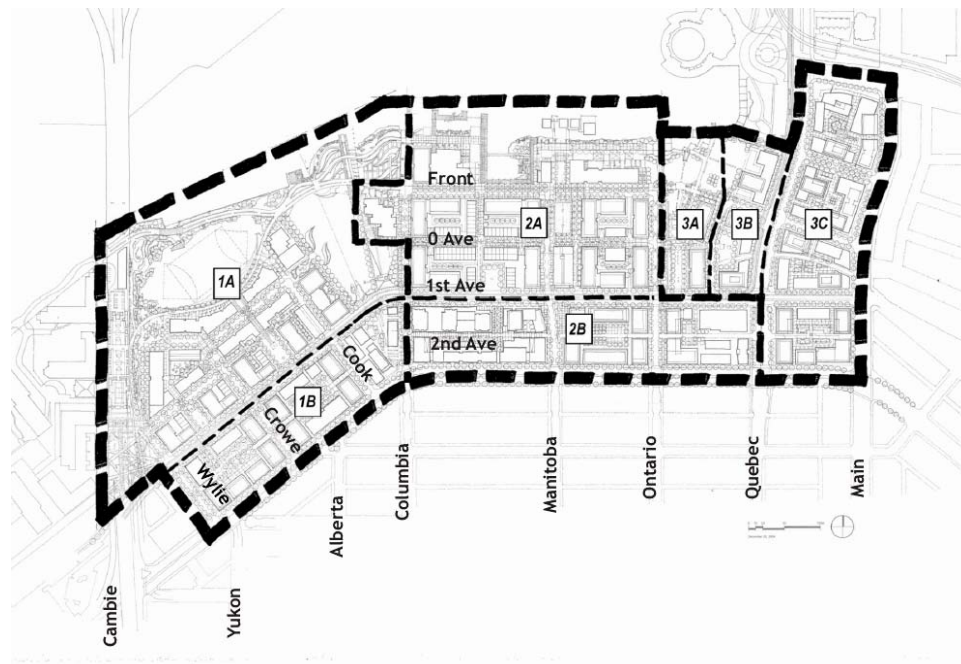 Front
2A
3A
3B
3C
0 Ave
1A
1st Ave
2B
2nd Ave
Cook
1B
Crowe
Wylie
Columbia
Manitoba
Ontario
Quebec
Main
Alberta
Cambie
Yukon